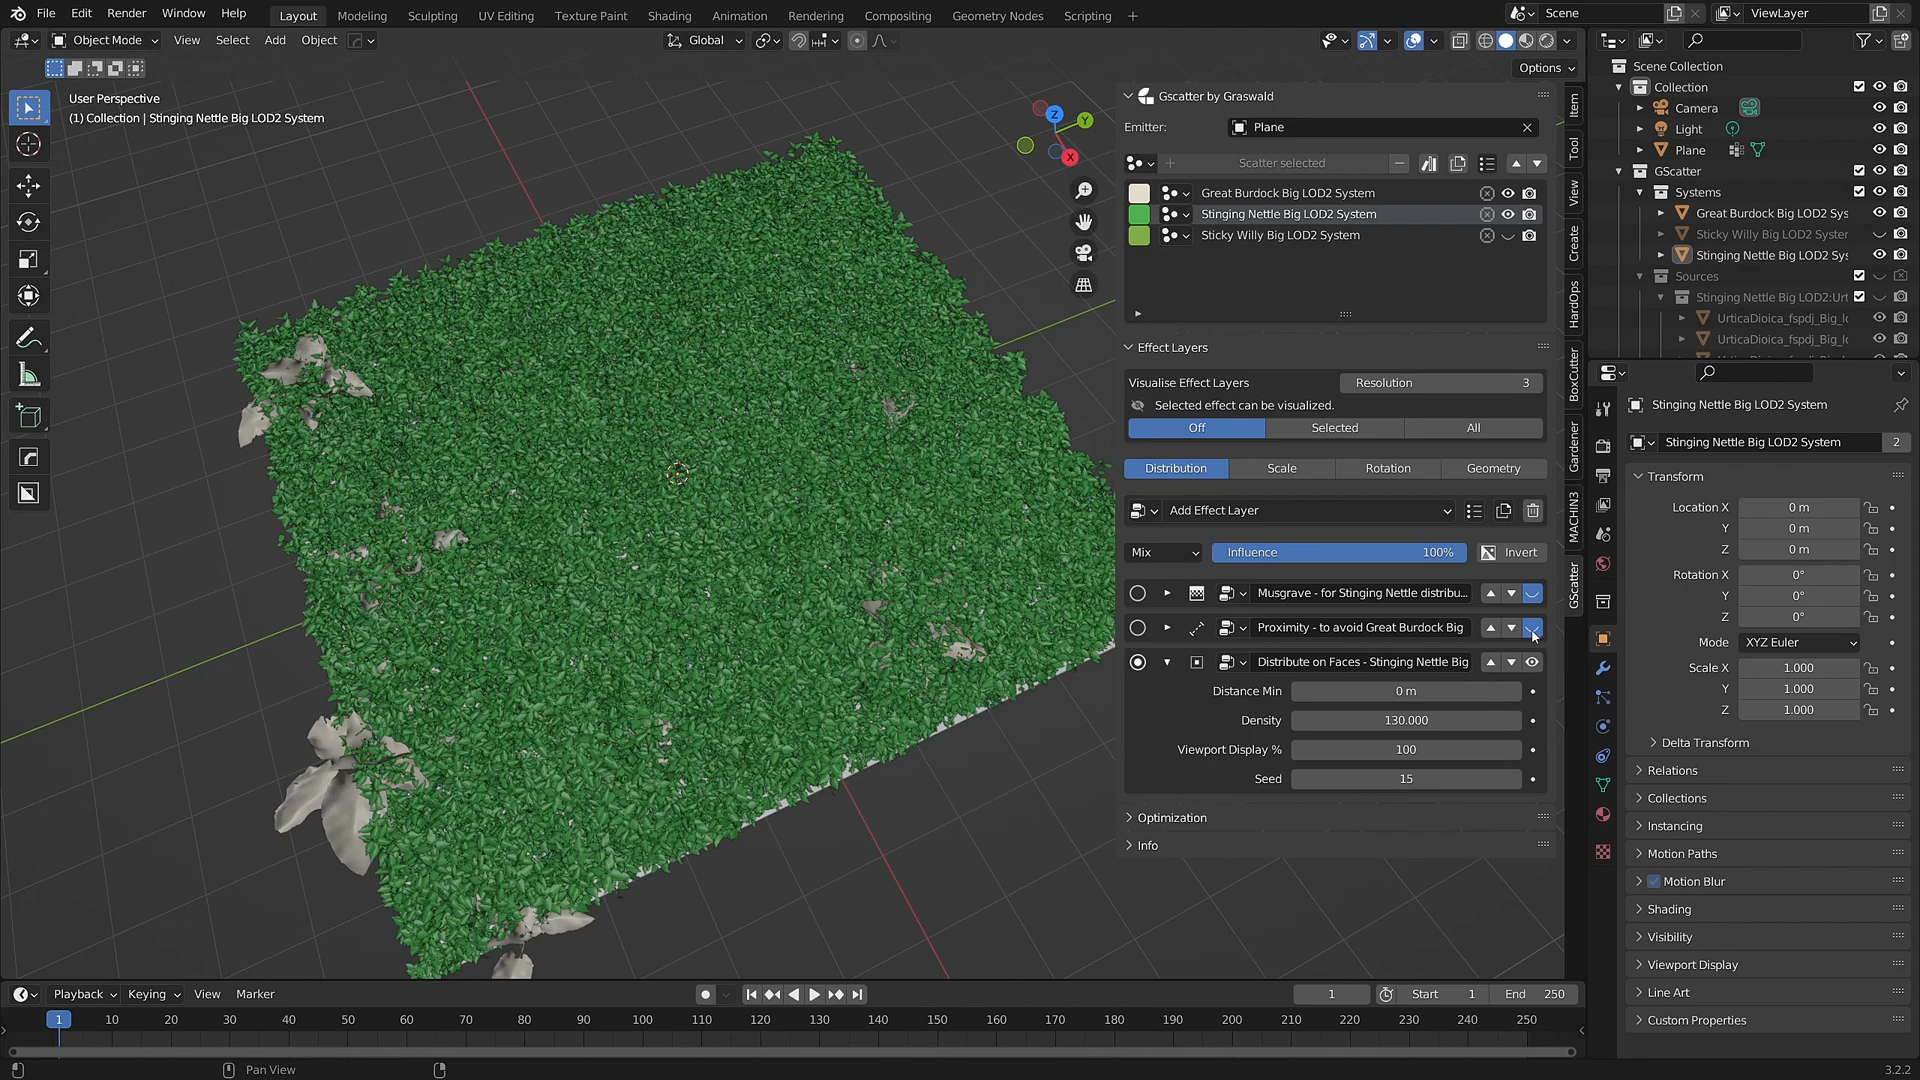 File Edit Render Window Help Layout Modeling Sculpting UV Editing Texture Paint Shading Animation Rendering Compositing Geometry Nodes Scripting + Scene ViewLayer
Object Mode View Select Add Object Global
Options
User Perspective
(1) Collection | Stinging Nettle Big LOD2 System
Z
Y
X
Gscatter by Graswald
Emitter: Plane
Scatter selected
Great Burdock Big LOD2 System
Stinging Nettle Big LOD2 System
Sticky Willy Big LOD2 System
Effect Layers
Visualise Effect Layers Resolution 3
Selected effect can be visualized.
Off Selected All
Distribution Scale Rotation Geometry
Add Effect Layer
Mix Influence 100% Invert
Musgrave - for Stinging Nettle distribu...
Proximity - to avoid Great Burdock Big
Distribute on Faces - Stinging Nettle Big
Distance Min 0 m
Density 130.000
Viewport Display % 100
Seed 15
Optimization
Info
Item
Tool
View
Create
HardOps
BoxCutter
Gardener
MACHIN3
GScatter
Scene Collection
Collection
Camera
Light
Plane
GScatter
Systems
Great Burdock Big LOD2 Sys
Sticky Willy Big LOD2 System
Stinging Nettle Big LOD2 Sys
Sources
Stinging Nettle Big LOD2:Urt
UrticaDioica_fspdj_Big_lo
UrticaDioica_fspdj_Big_lo
Stinging Nettle Big LOD2 System
Stinging Nettle Big LOD2 System 2
Transform
Location X 0 m
Y 0 m
Z 0 m
Rotation X 0°
Y 0°
Z 0°
Mode XYZ Euler
Scale X 1.000
Y 1.000
Z 1.000
Delta Transform
Relations
Collections
Instancing
Motion Paths
Motion Blur
Shading
Visibility
Viewport Display
Line Art
Custom Properties
Playback Keying View Marker 1 Start 1 End 250
1 10 20 30 40 50 60 70 80 90 100 110 120 130 140 150 160 170 180 190 200 210 220 230 240 250
Pan View 3.2.2